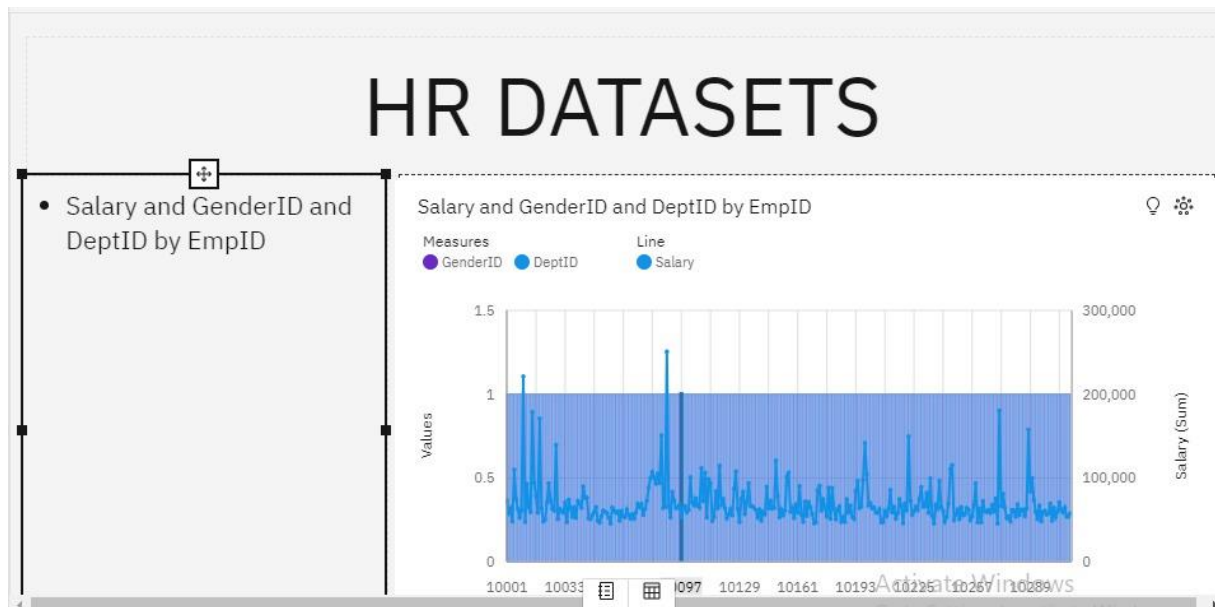 HR DATASETS
• Salary and GenderID and
DeptID by EmpID
Salary and GenderID and DeptID by EmpID
Measures
GenderID DeptID
Line
Salary
1.5
1
0.5
0
Values
300,000
200,000
100,000
0
Salary (Sum)
10001 10033 0097 10129 10161 10193 10225 10257 10289
Activate Windows